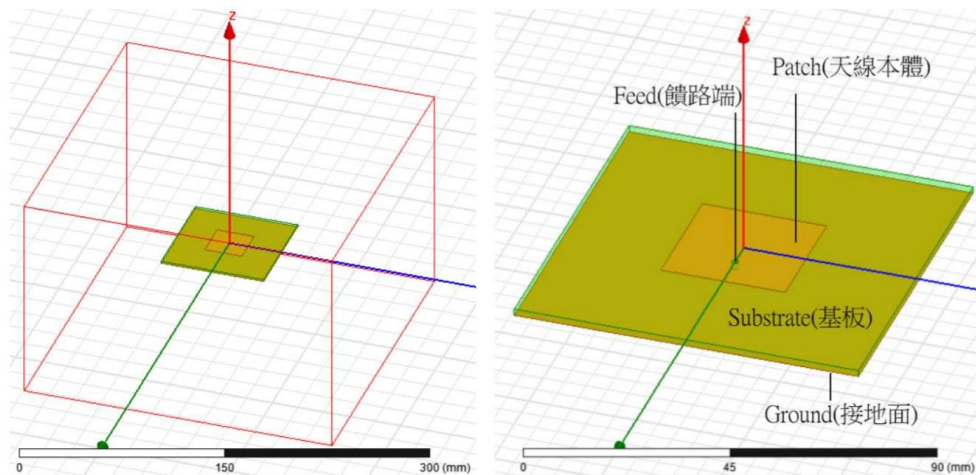 Z
0
150
300 (mm)
Z
Patch(天線本體)
Feed(饋路端)
Substrate(基板)
Ground(接地面)
0
45
90 (mm)